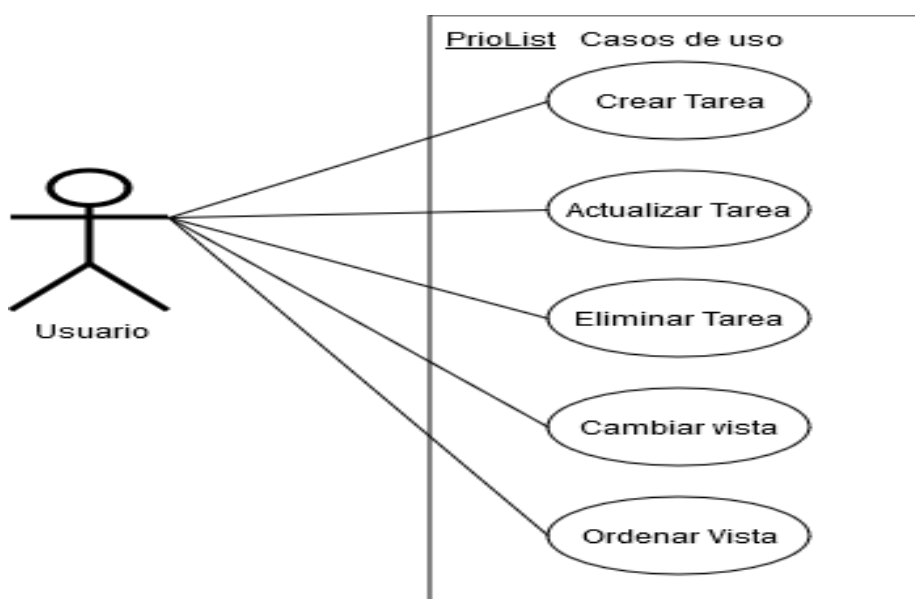 PrioList Casos de uso
Crear Tarea
Actualizar Tarea
Eliminar Tarea
Usuario
Cambiar vista
Ordenar Vista